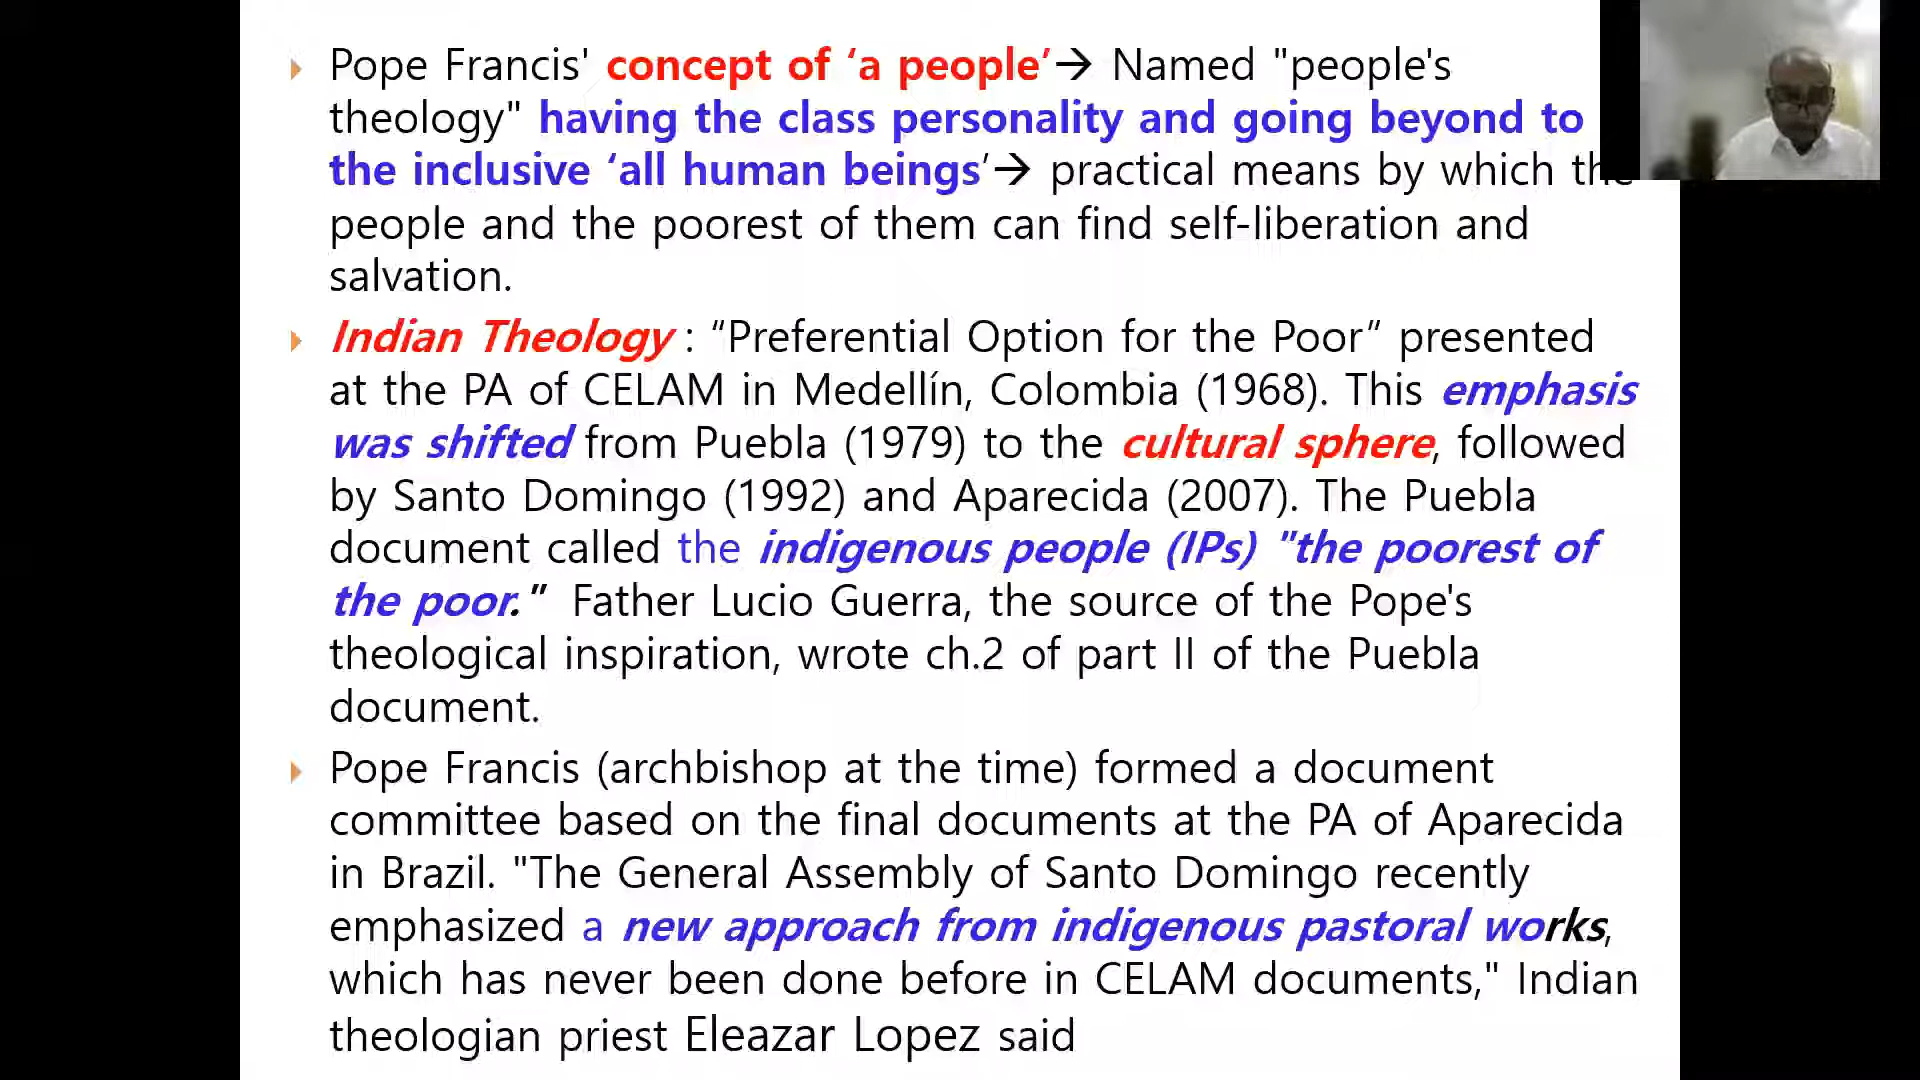 Pope Francis' concept of ‘a people’→ Named "people's
theology" having the class personality and going beyond to
the inclusive ‘all human beings’→ practical means by which the
people and the poorest of them can find self-liberation and
salvation.
Indian Theology : “Preferential Option for the Poor” presented
at the PA of CELAM in Medellín, Colombia (1968). This emphasis
was shifted from Puebla (1979) to the cultural sphere, followed
by Santo Domingo (1992) and Aparecida (2007). The Puebla
document called the indigenous people (IPs) "the poorest of
the poor.” Father Lucio Guerra, the source of the Pope's
theological inspiration, wrote ch.2 of part II of the Puebla
document.
Pope Francis (archbishop at the time) formed a document
committee based on the final documents at the PA of Aparecida
in Brazil. "The General Assembly of Santo Domingo recently
emphasized a new approach from indigenous pastoral works,
which has never been done before in CELAM documents," Indian
theologian priest Eleazar Lopez said